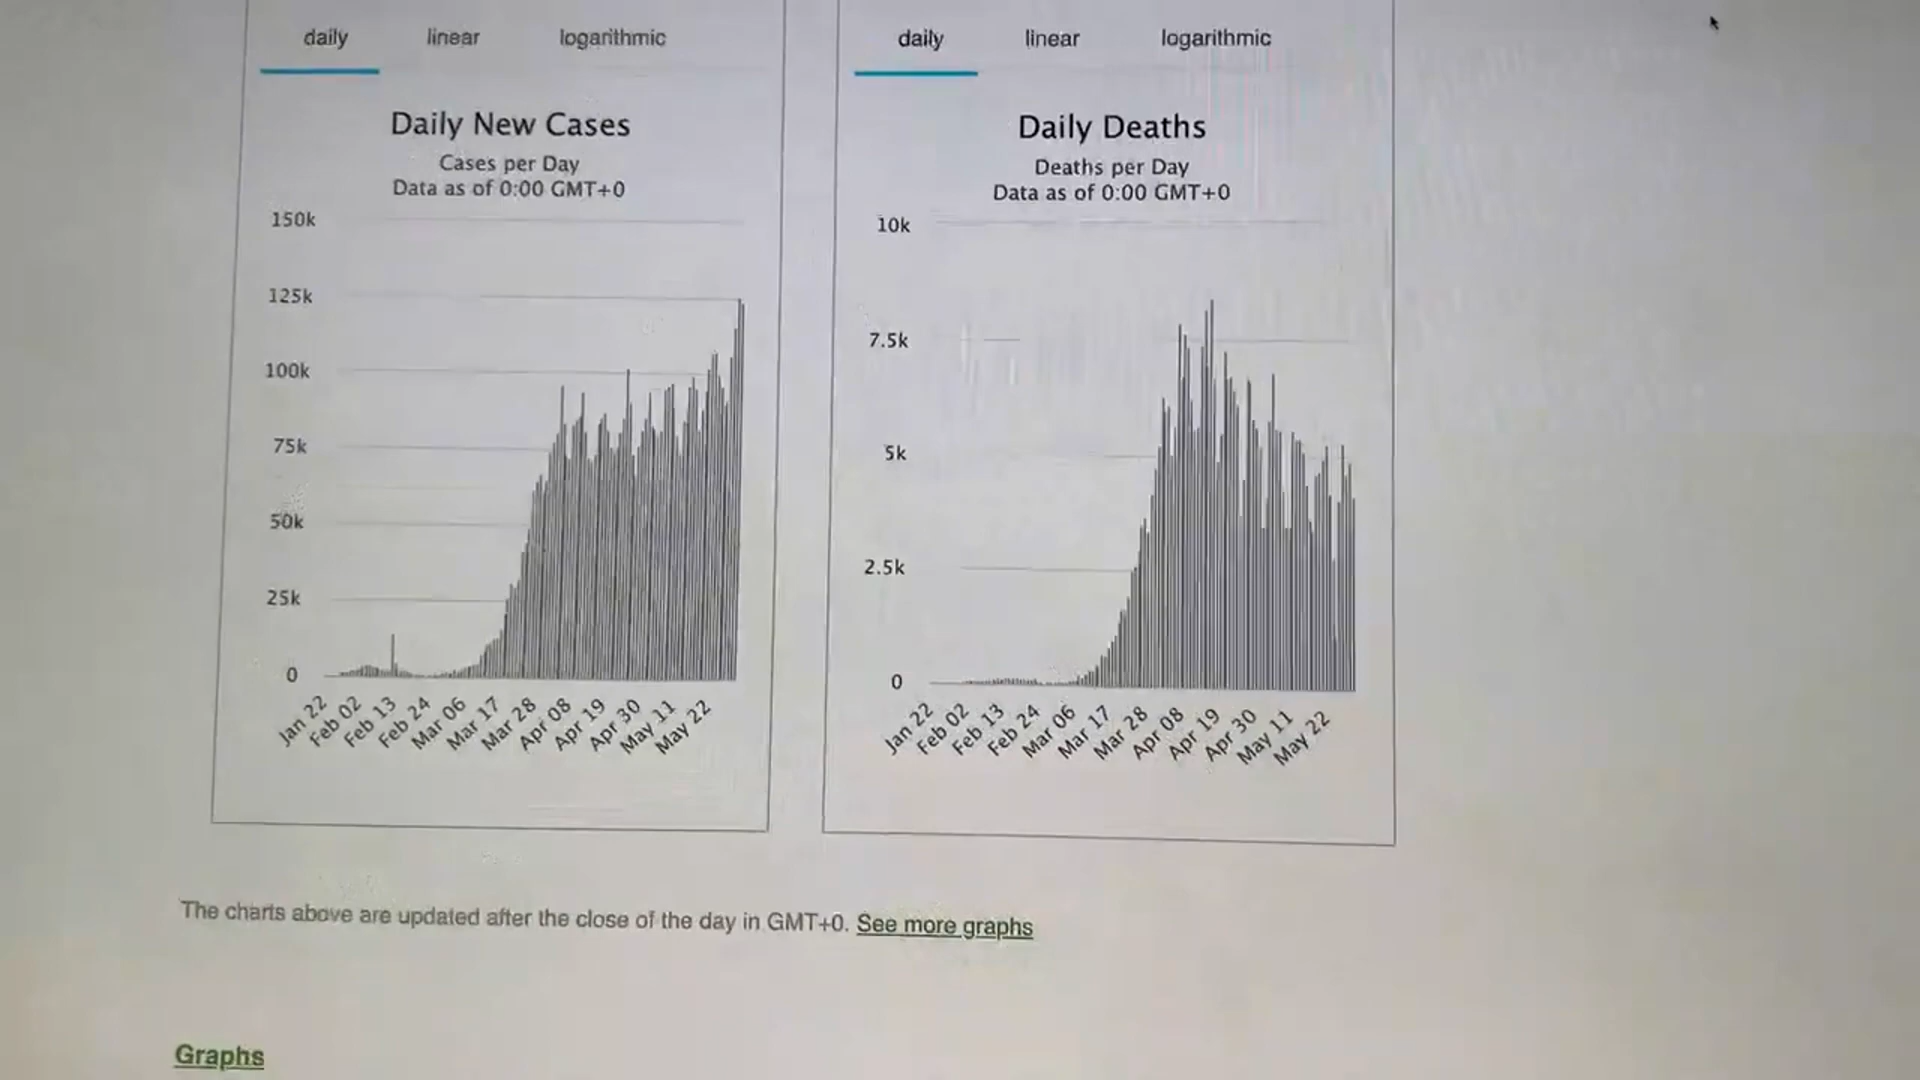 daily linear logarithmic
Daily New Cases
Cases per Day
Data as of 0:00 GMT+0
150k
125k
100k
75k
50k
25k
0
Jan 22 Feb 02 Feb 13 Feb 24 Mar 06 Mar 17 Mar 28 Apr 08 Apr 19 Apr 30 May 11 May 22
daily linear logarithmic
Daily Deaths
Deaths per Day
Data as of 0:00 GMT+0
10k
7.5k
5k
2.5k
0
Jan 22 Feb 02 Feb 13 Feb 24 Mar 06 Mar 17 Mar 28 Apr 08 Apr 19 Apr 30 May 11 May 22
The charts above are updated after the close of the day in GMT+0. See more graphs
Graphs